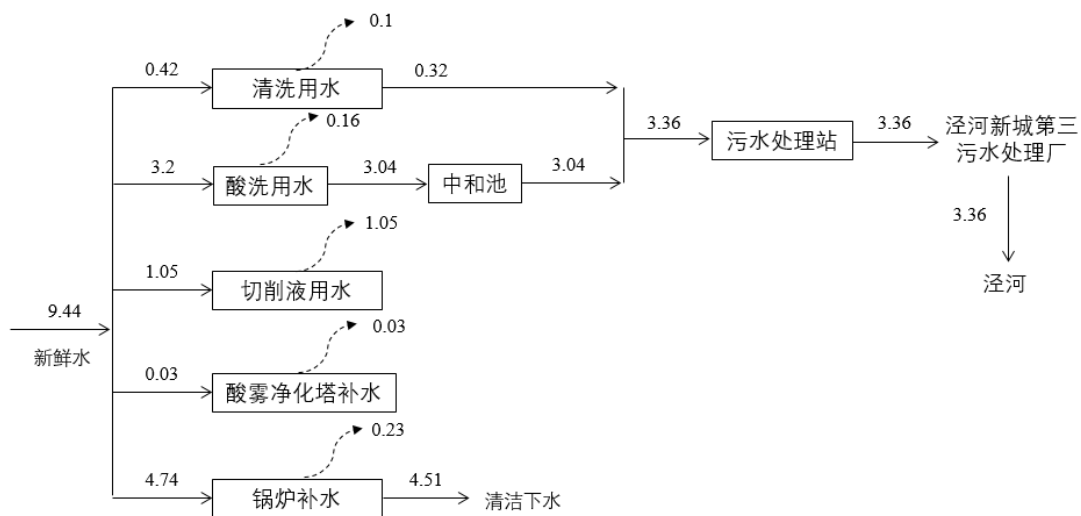 0.1
0.42
清洗用水
0.32
0.16
3.36
污水处理站
3.36
泾河新城第三
污水处理厂
3.2
酸洗用水
3.04
中和池
3.04
3.36
1.05
1.05
切削液用水
泾河
9.44
新鲜水
0.03
0.03
酸雾净化塔补水
0.23
4.74
锅炉补水
4.51
清洁下水